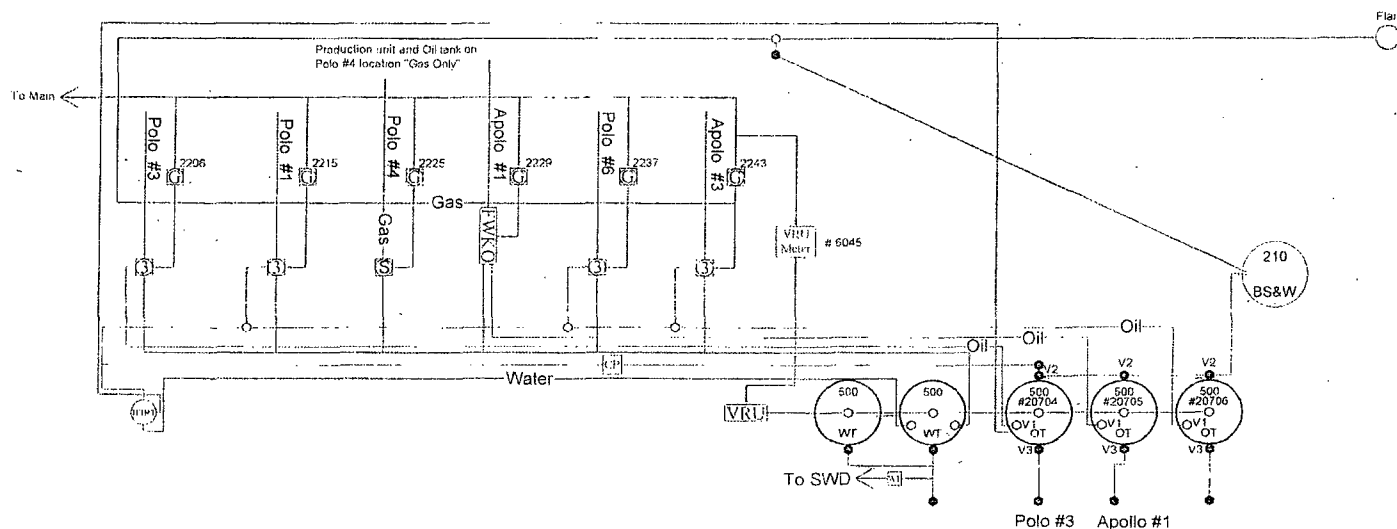 Flar
Production unit and Oil tank on
Polo #4 location "Gas Only"
To Main
Polo #3
2206
G
Polo #1
2215
G
Polo #4
2225
G
Apolo #1
2229
G
Polo #6
2237
G
Apolo #3
2243
G
Gas
Gas
FWKO
VRU
Meter
# 6045
3
3
S
3
3
210
BS&W
Oil
Oil
Oil
CP
Water
V2
V2
V2
VRU
500
WT
500
WT
500
#20704
V1
OT
500
#20705
V1
OT
500
#20706
V1
OT
V3
V3
V3
To SWD
Polo #3
Apollo #1